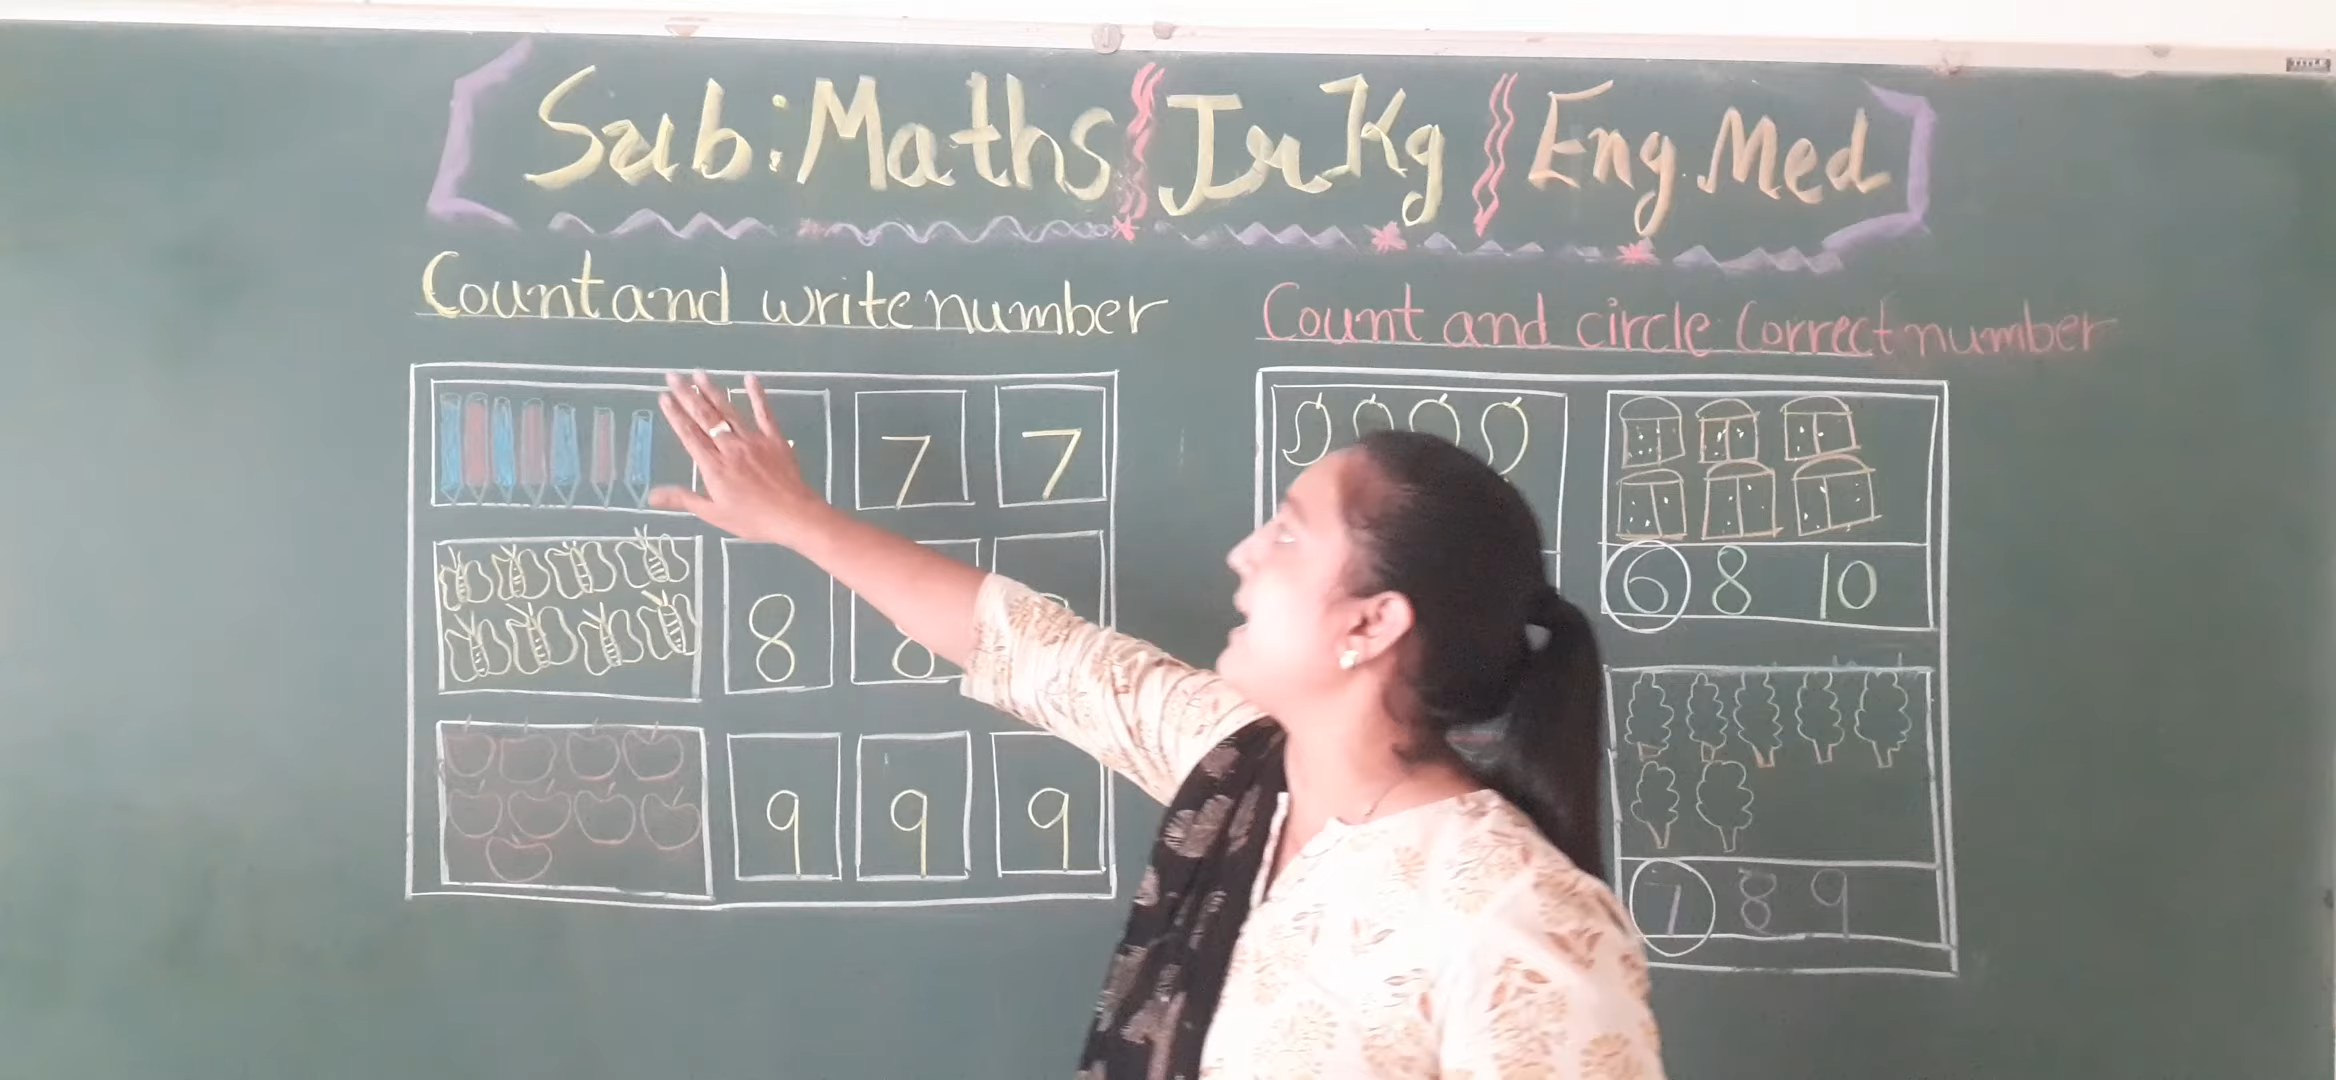 Sub: Maths Jr Kg Eng. Med
Count and write number
7 7
8 8
9 9 9
Count and circle correct number
6 8 10
7 8 9